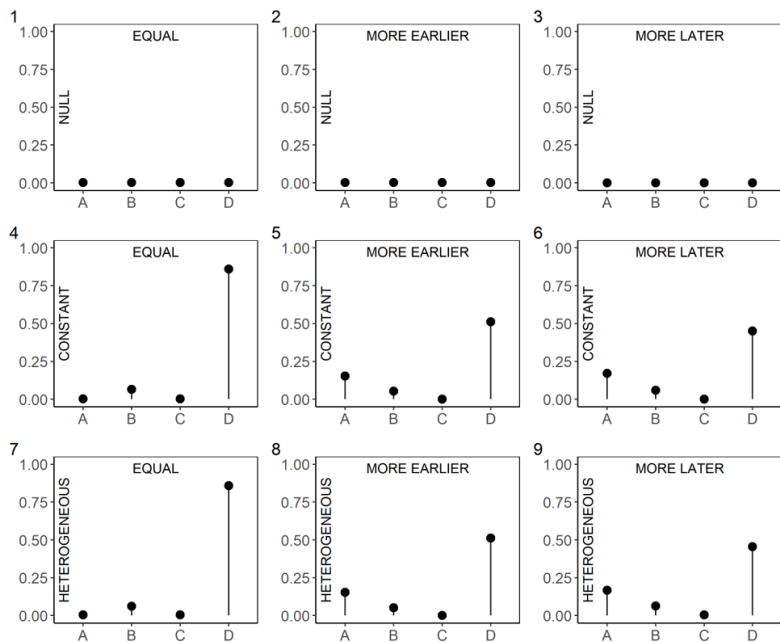 1 2 3
1.00 EQUAL 1.00 MORE EARLIER 1.00 MORE LATER
0.75 0.75 0.75
0.50 NULL 0.50 NULL 0.50 NULL
0.25 0.25 0.25
0.00 0.00 0.00
A B C D A B C D A B C D
4 5 6
1.00 EQUAL 1.00 MORE EARLIER 1.00 MORE LATER
0.75 0.75 0.75
0.50 CONSTANT 0.50 CONSTANT 0.50 CONSTANT
0.25 0.25 0.25
0.00 0.00 0.00
A B C D A B C D A B C D
7 8 9
1.00 EQUAL 1.00 MORE EARLIER 1.00 MORE LATER
0.75 0.75 0.75
0.50 HETEROGENEOUS 0.50 HETEROGENEOUS 0.50 HETEROGENEOUS
0.25 0.25 0.25
0.00 0.00 0.00
A B C D A B C D A B C D